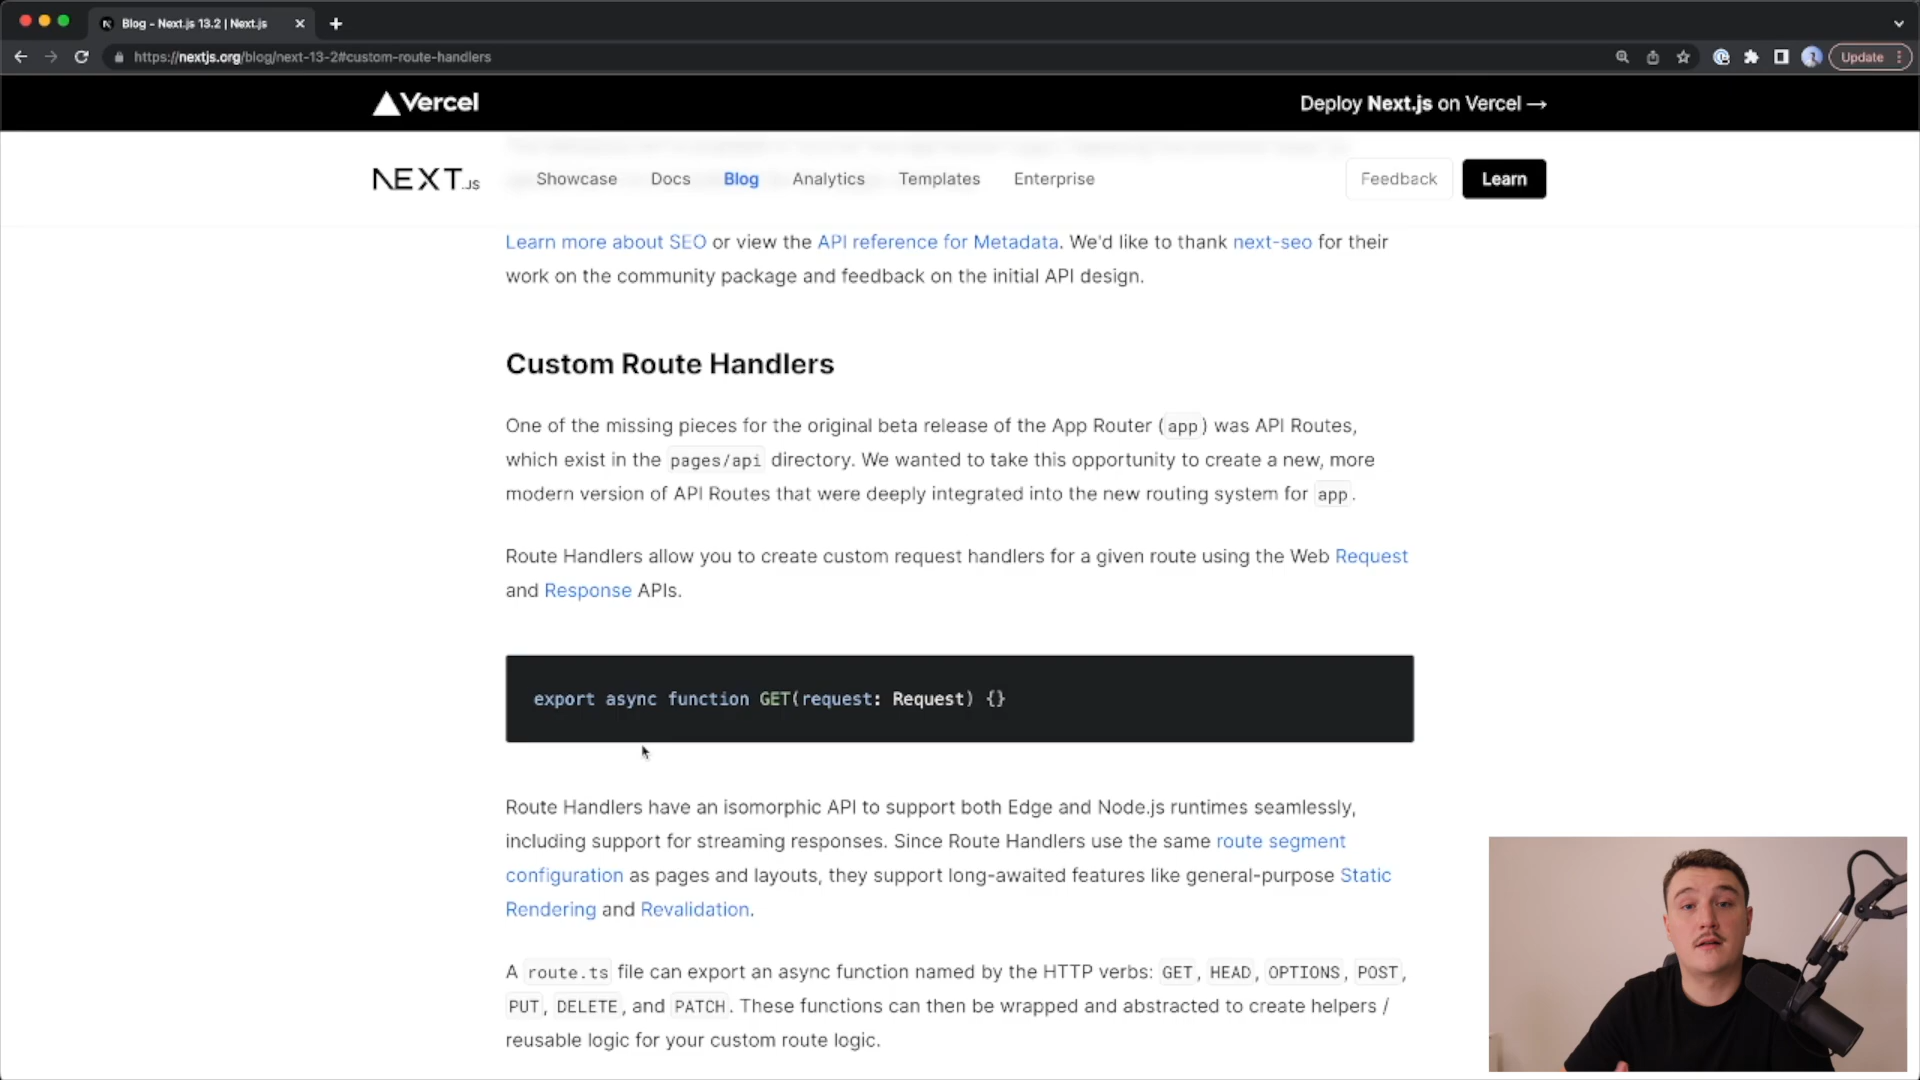 Blog - Next.js 13.2 | Next.js
https://nextjs.org/blog/next-13-2#custom-route-handlers
Update
Vercel
Deploy Next.js on Vercel →
NEXT.JS
Showcase
Docs
Blog
Analytics
Templates
Enterprise
Feedback
Learn
Learn more about SEO or view the API reference for Metadata. We'd like to thank next-seo for their
work on the community package and feedback on the initial API design.
Custom Route Handlers
One of the missing pieces for the original beta release of the App Router (app) was API Routes,
which exist in the pages/api directory. We wanted to take this opportunity to create a new, more
modern version of API Routes that were deeply integrated into the new routing system for app.
Route Handlers allow you to create custom request handlers for a given route using the Web Request
and Response APIs.
export async function GET(request: Request) {}
Route Handlers have an isomorphic API to support both Edge and Node.js runtimes seamlessly,
including support for streaming responses. Since Route Handlers use the same route segment
configuration as pages and layouts, they support long-awaited features like general-purpose Static
Rendering and Revalidation.
A route.ts file can export an async function named by the HTTP verbs: GET, HEAD, OPTIONS, POST,
PUT, DELETE, and PATCH. These functions can then be wrapped and abstracted to create helpers /
reusable logic for your custom route logic.